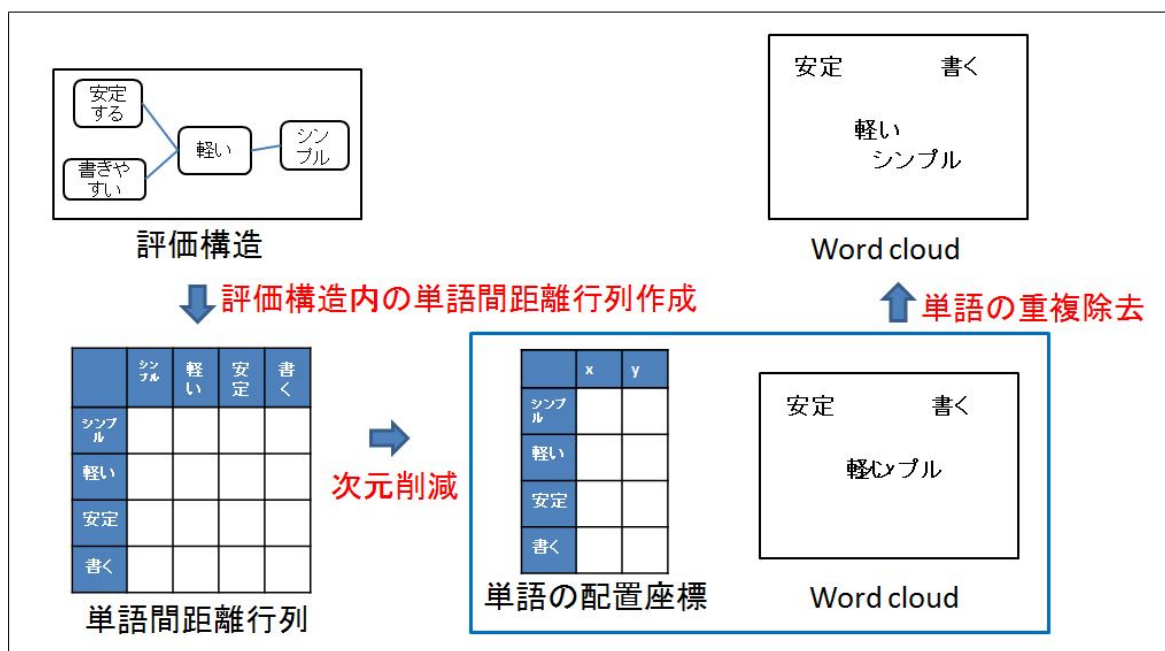 安定
する
軽い
シン
プル
書きや
すい
評価構造
評価構造内の単語間距離行列作成
シン
プル
軽
い
安
定
書
く
シンプ
ル
軽い
安定
書く
単語間距離行列
次元削減
x y
シンプ
ル
軽い
安定
書く
単語の配置座標
安定 書く
Word cloud
単語の重複除去
安定 書く
軽い
シンプル
Word cloud